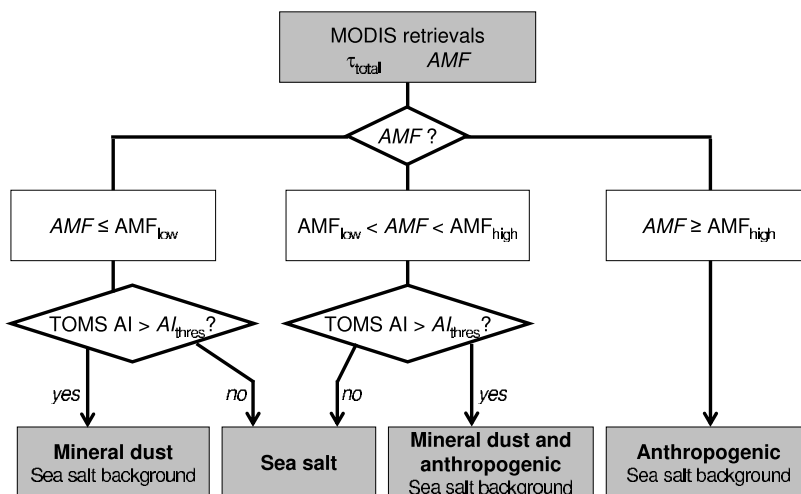 MODIS retrievals
τtotal AMF
AMF ?
AMF ≤ AMFlow
AMFlow < AMF < AMFhigh
AMF ≥ AMFhigh
TOMS AI > AIthres?
TOMS AI > AIthres?
yes
no
no
yes
Mineral dust
Sea salt background
Sea salt
Mineral dust and
anthropogenic
Sea salt background
Anthropogenic
Sea salt background